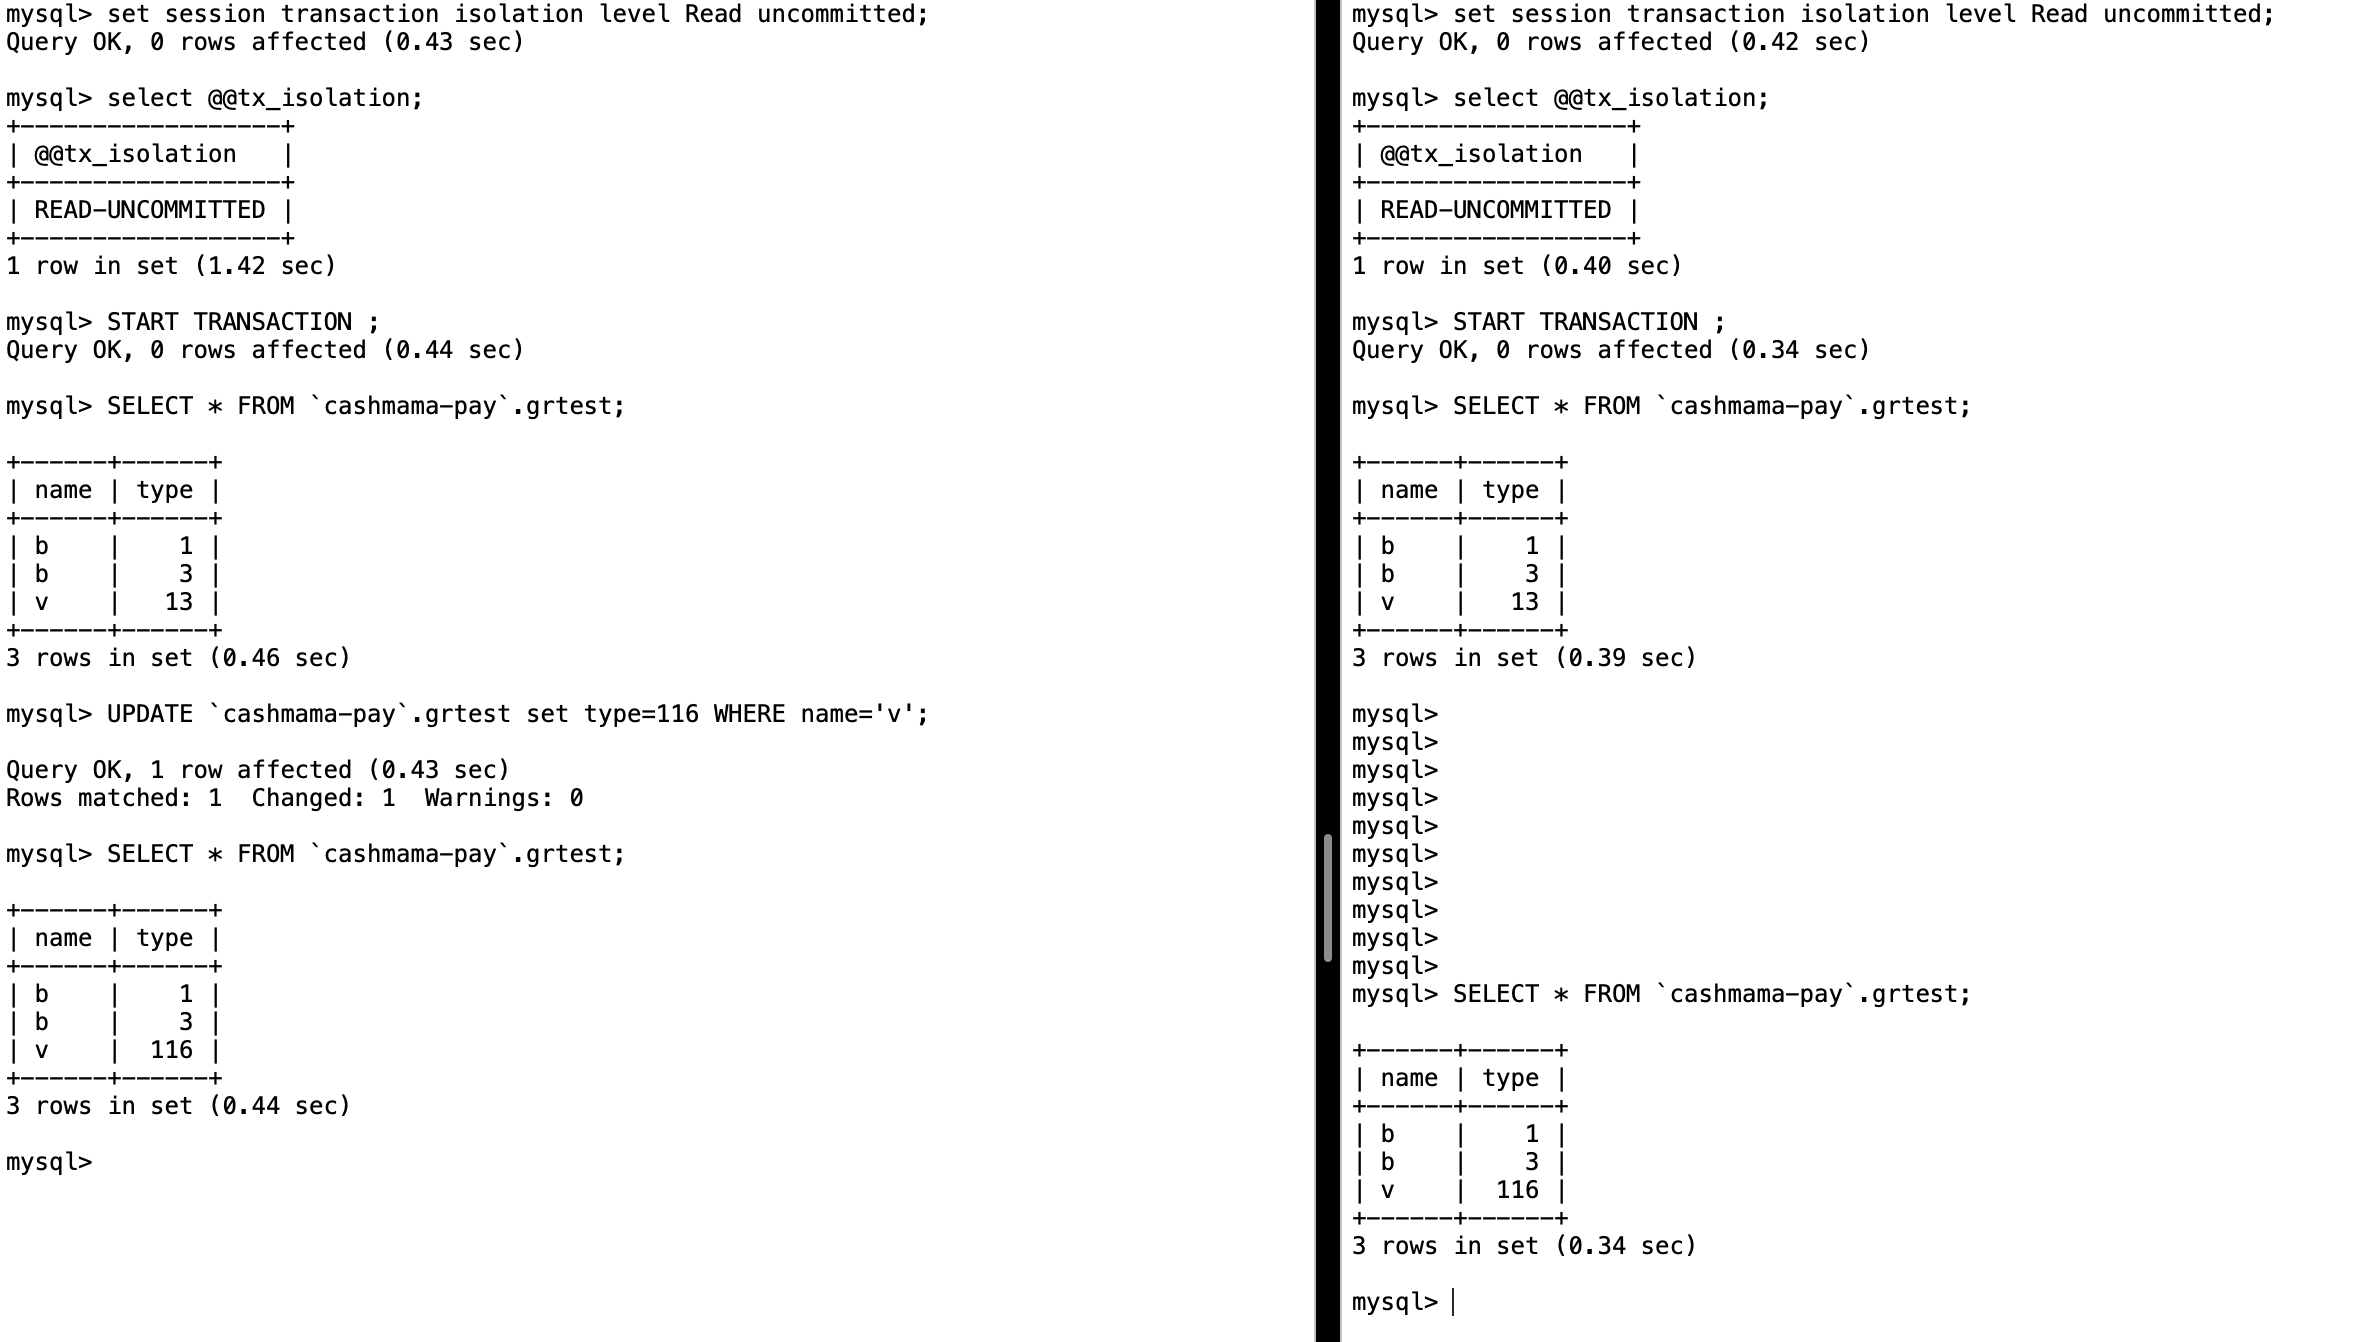 mysql> set session transaction isolation level Read uncommitted;
Query OK, 0 rows affected (0.43 sec)
mysql> select @@tx_isolation;
+------------------+
| @@tx_isolation   |
+------------------+
| READ-UNCOMMITTED |
+------------------+
1 row in set (1.42 sec)
mysql> START TRANSACTION ;
Query OK, 0 rows affected (0.44 sec)
mysql> SELECT * FROM `cashmama-pay`.grtest;
+------+------+
| name | type |
+------+------+
| b    |    1 |
| b    |    3 |
| v    |   13 |
+------+------+
3 rows in set (0.46 sec)
mysql> UPDATE `cashmama-pay`.grtest set type=116 WHERE name='v';
Query OK, 1 row affected (0.43 sec)
Rows matched: 1  Changed: 1  Warnings: 0
mysql> SELECT * FROM `cashmama-pay`.grtest;
+------+------+
| name | type |
+------+------+
| b    |    1 |
| b    |    3 |
| v    |  116 |
+------+------+
3 rows in set (0.44 sec)
mysql>
mysql> set session transaction isolation level Read uncommitted;
Query OK, 0 rows affected (0.42 sec)
mysql> select @@tx_isolation;
+------------------+
| @@tx_isolation   |
+------------------+
| READ-UNCOMMITTED |
+------------------+
1 row in set (0.40 sec)
mysql> START TRANSACTION ;
Query OK, 0 rows affected (0.34 sec)
mysql> SELECT * FROM `cashmama-pay`.grtest;
+------+------+
| name | type |
+------+------+
| b    |    1 |
| b    |    3 |
| v    |   13 |
+------+------+
3 rows in set (0.39 sec)
mysql>
mysql>
mysql>
mysql>
mysql>
mysql>
mysql>
mysql>
mysql>
mysql>
mysql> SELECT * FROM `cashmama-pay`.grtest;
+------+------+
| name | type |
+------+------+
| b    |    1 |
| b    |    3 |
| v    |  116 |
+------+------+
3 rows in set (0.34 sec)
mysql>